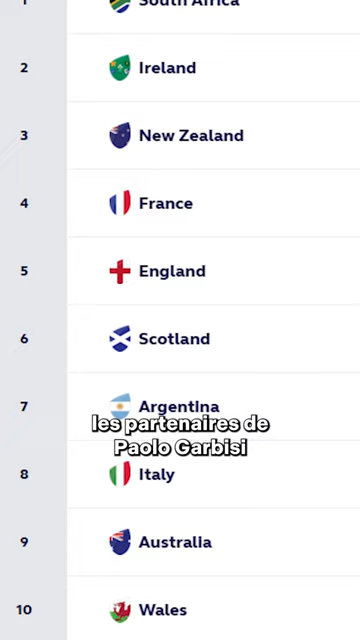 1 South Africa
2 Ireland
3 New Zealand
4 France
5 England
6 Scotland
7 Argentina
les partenaires de
Paolo Garbisi
8 Italy
9 Australia
10 Wales